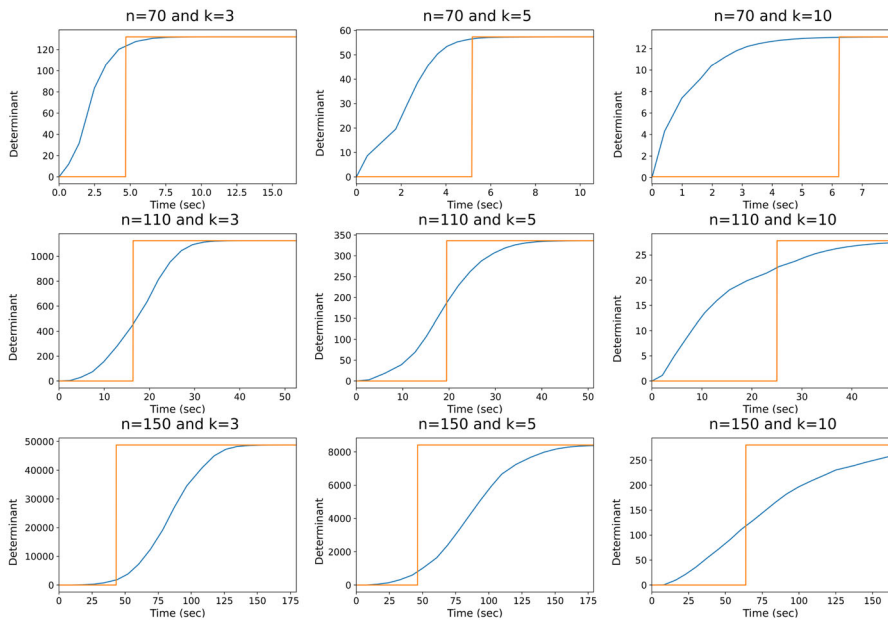 n=70 and k=3
n=70 and k=5
n=70 and k=10
Determinant
120
100
80
60
40
20
0
0.0 2.5 5.0 7.5 10.0 12.5 15.0
Time (sec)
Determinant
60
50
40
30
20
10
0
0 2 4 6 8 10
Time (sec)
Determinant
12
10
8
6
4
2
0
0 1 2 3 4 5 6 7
Time (sec)
n=110 and k=3
n=110 and k=5
n=110 and k=10
Determinant
1000
800
600
400
200
0
0 10 20 30 40 50
Time (sec)
Determinant
350
300
250
200
150
100
50
0
0 10 20 30 40 50
Time (sec)
Determinant
25
20
15
10
5
0
0 10 20 30 40
Time (sec)
n=150 and k=3
n=150 and k=5
n=150 and k=10
Determinant
50000
40000
30000
20000
10000
0
0 25 50 75 100 125 150 175
Time (sec)
Determinant
8000
6000
4000
2000
0
0 25 50 75 100 125 150 175
Time (sec)
Determinant
250
200
150
100
50
0
0 25 50 75 100 125 150
Time (sec)